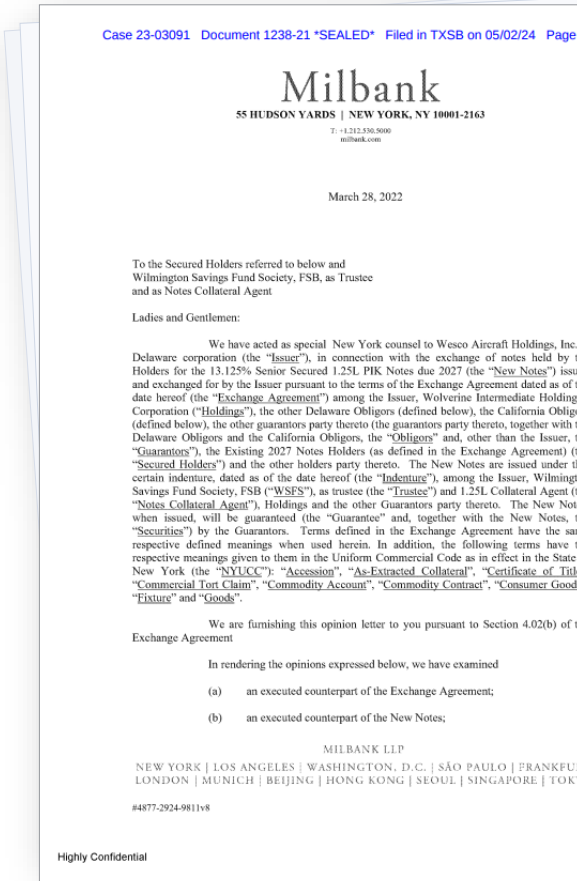 Case 23-03091 Document 1238-21 *SEALED* Filed in TXSB on 05/02/24 Page
Milbank
55 HUDSON YARDS | NEW YORK, NY 10001-2163
T: +1.212.530.5000
milbank.com
March 28, 2022
To the Secured Holders referred to below and
Wilmington Savings Fund Society, FSB, as Trustee
and as Notes Collateral Agent
Ladies and Gentlemen:
We have acted as special New York counsel to Wesco Aircraft Holdings, Inc.
Delaware corporation (the “Issuer”), in connection with the exchange of notes held by
Holders for the 13.125% Senior Secured 1.25L PIK Notes due 2027 (the “New Notes”)
and exchanged for by the Issuer pursuant to the terms of the Exchange Agreement dated as of
date hereof (the “Exchange Agreement”) among the Issuer, Wolverine Intermediate
Corporation (“Holdings”), the other Delaware Obligors (defined below), the California
(defined below), the other guarantors party thereto (the guarantors party thereto, together with
Delaware Obligors and the California Obligors, the “Obligors” and, other than the Issuer,
“Guarantors”), the Existing 2027 Notes Holders (as defined in the Exchange Agreement)
“Secured Holders”) and the other holders party thereto. The New Notes are issued under
certain indenture, dated as of the date hereof (the “Indenture”), among the Issuer,
Savings Fund Society, FSB (“WSFS”), as trustee (the “Trustee”) and 1.25L Collateral Agent
“Notes Collateral Agent”), Holdings and the other Guarantors party thereto. The New
when issued, will be guaranteed (the “Guarantee” and, together with the New Notes,
“Securities”) by the Guarantors. Terms defined in the Exchange Agreement have the
respective defined meanings when used herein. In addition, the following terms have
respective meanings given to them in the Uniform Commercial Code as in effect in the State
New York (the “NYUCC”): “Accession”, “As-Extracted Collateral”, “Certificate of
“Commercial Tort Claim”, “Commodity Account”, “Commodity Contract”, “Consumer
“Fixture” and “Goods”.
We are furnishing this opinion letter to you pursuant to Section 4.02(b) of
Exchange Agreement
In rendering the opinions expressed below, we have examined
(a) an executed counterpart of the Exchange Agreement;
(b) an executed counterpart of the New Notes;
MILBANK LLP
NEW YORK | LOS ANGELES | WASHINGTON, D.C. | SÃO PAULO |
LONDON | MUNICH | BEIJING | HONG KONG | SEOUL | SINGAPORE |
#4877-2924-9811v8
Highly Confidential